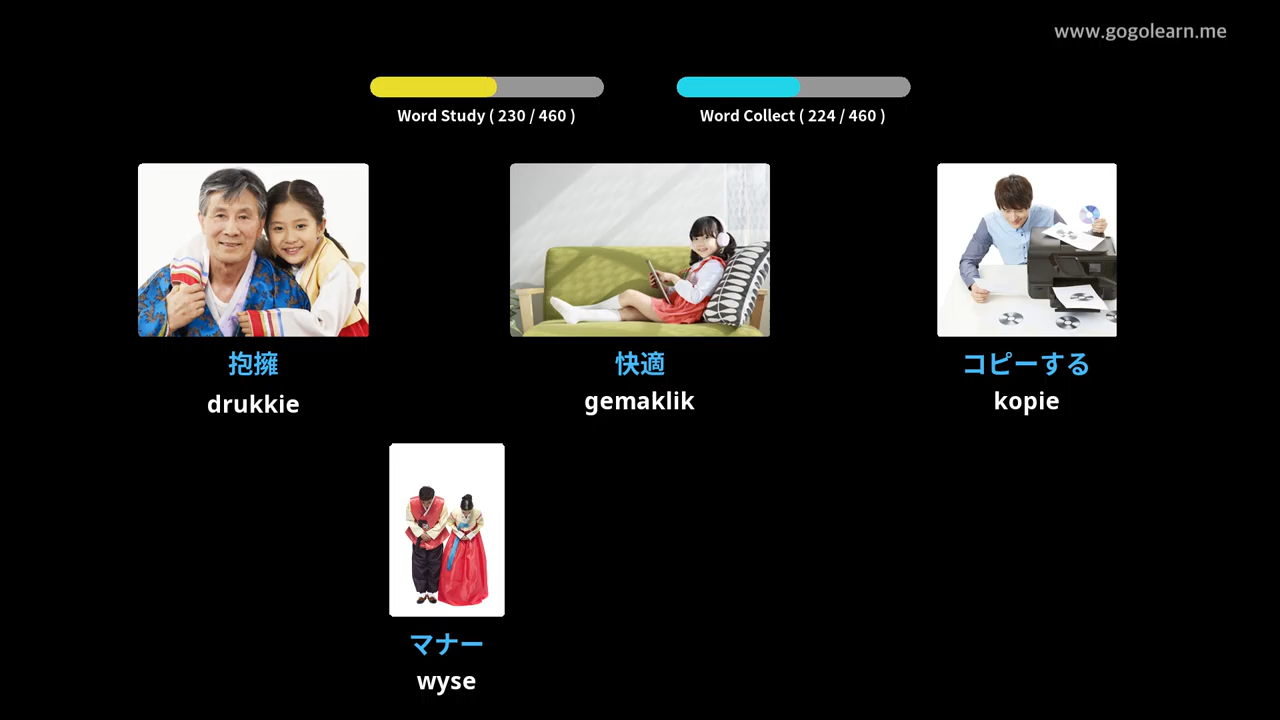 www.gogolearn.me
Word Study ( 230 / 460 )
Word Collect ( 224 / 460 )
抱擁
drukkie
快適
gemaklik
コピーする
kopie
マナー
wyse